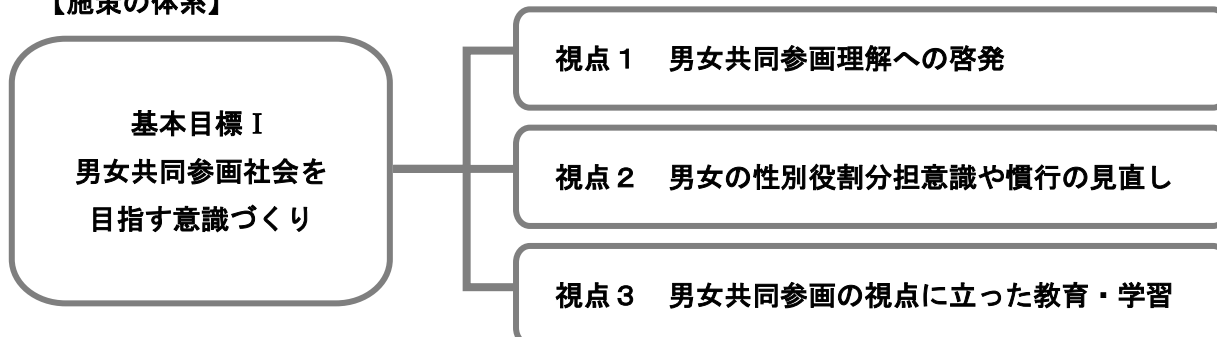 【施策の体系】
基本目標Ⅰ
男女共同参画社会を
目指す意識づくり
視点１　男女共同参画理解への啓発
視点２　男女の性別役割分担意識や慣行の見直し
視点３　男女共同参画の視点に立った教育・学習